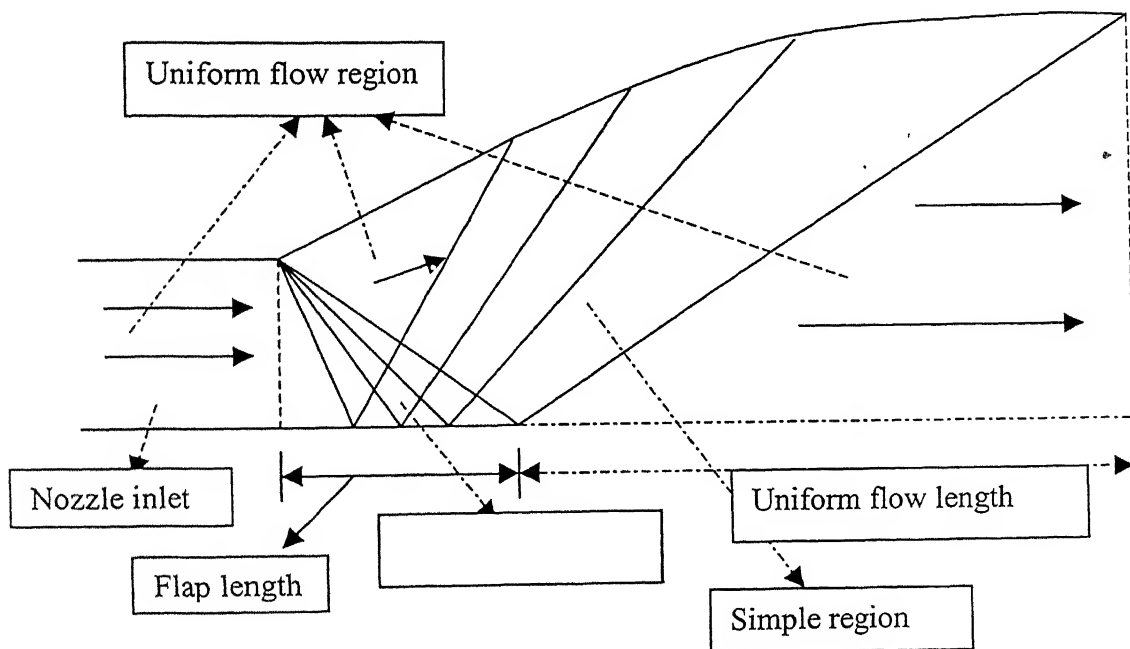 Uniform flow region
Nozzle inlet
Uniform flow length
Flap length
Simple region